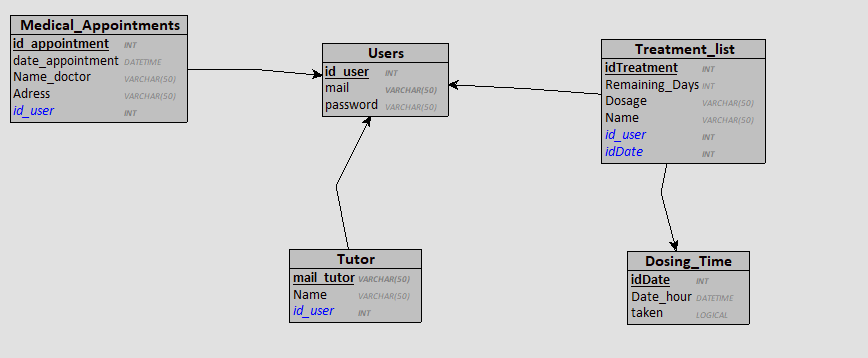 Medical_Appointments
id_appointment INT
date_appointment DATETIME
Name_doctor VARCHAR(50)
Adress VARCHAR(50)
id_user INT
Users
id_user INT
mail VARCHAR(50)
password VARCHAR(50)
Treatment_list
idTreatment INT
Remaining_Days INT
Dosage VARCHAR(50)
Name VARCHAR(50)
id_user INT
idDate INT
Tutor
mail_tutor VARCHAR(50)
Name VARCHAR(50)
id_user INT
Dosing_Time
idDate INT
Date_hour DATETIME
taken LOGICAL